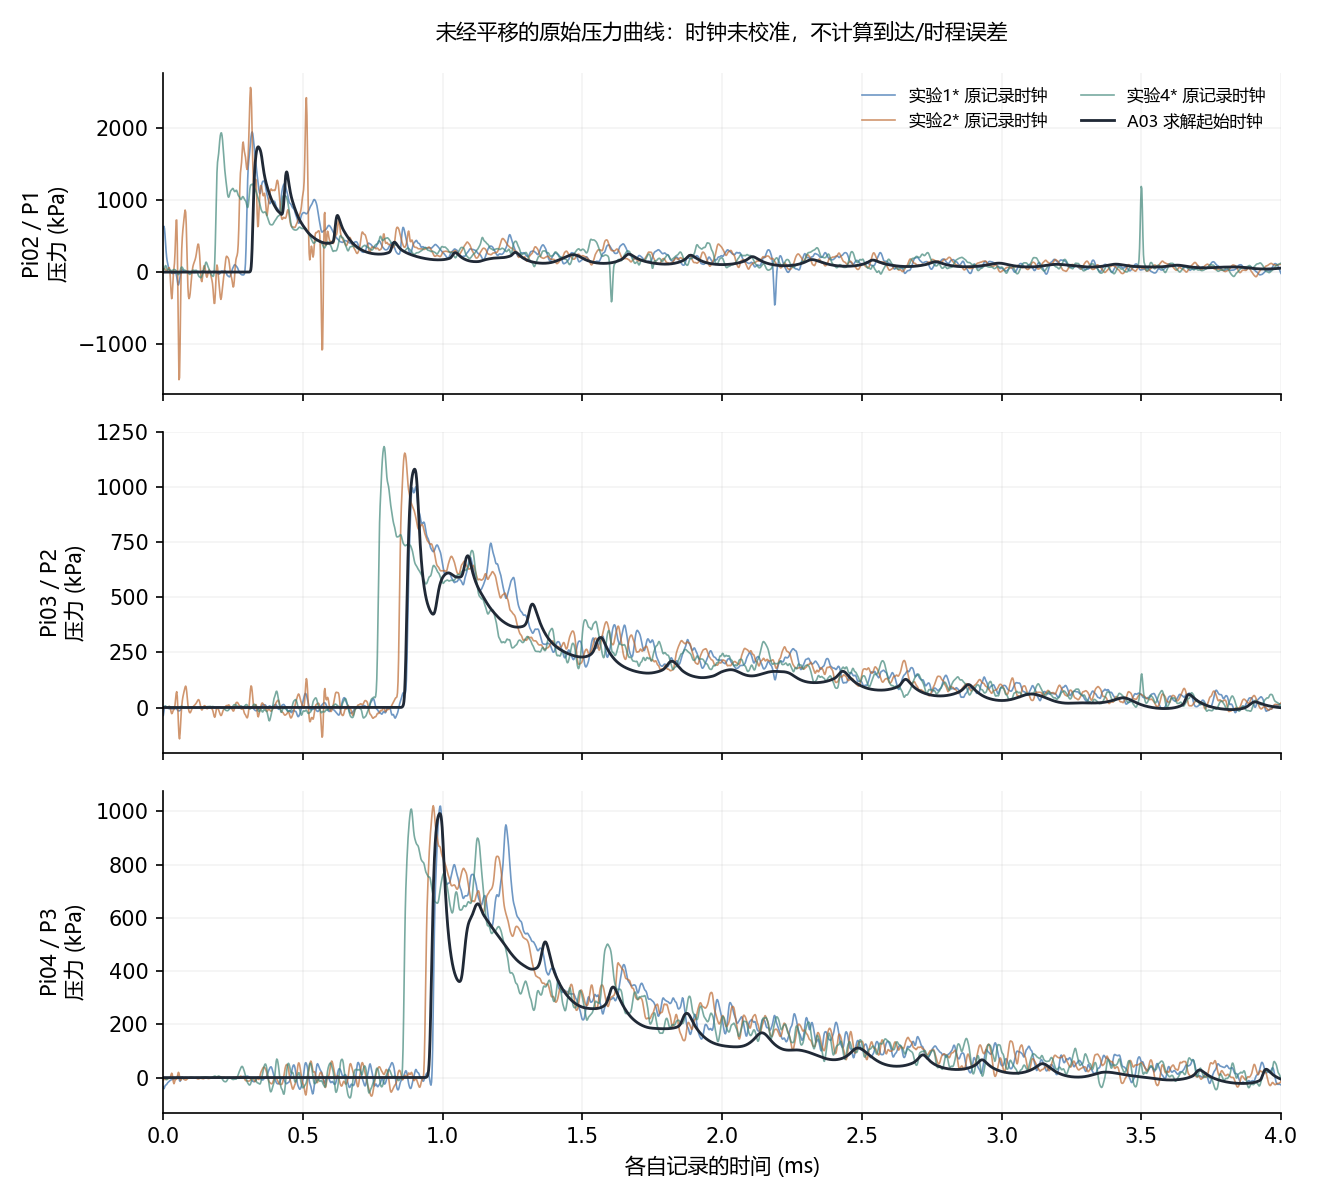 未经平移的原始压力曲线：时钟未校准，不计算到达/时程误差
实验1* 原记录时钟
实验2* 原记录时钟
实验4* 原记录时钟
A03 求解起始时钟
Pi02 / P1
压力 (kPa)
2000
1000
0
−1000
Pi03 / P2
压力 (kPa)
1250
1000
750
500
250
0
Pi04 / P3
压力 (kPa)
1000
800
600
400
200
0
0.0 0.5 1.0 1.5 2.0 2.5 3.0 3.5 4.0
各自记录的时间 (ms)